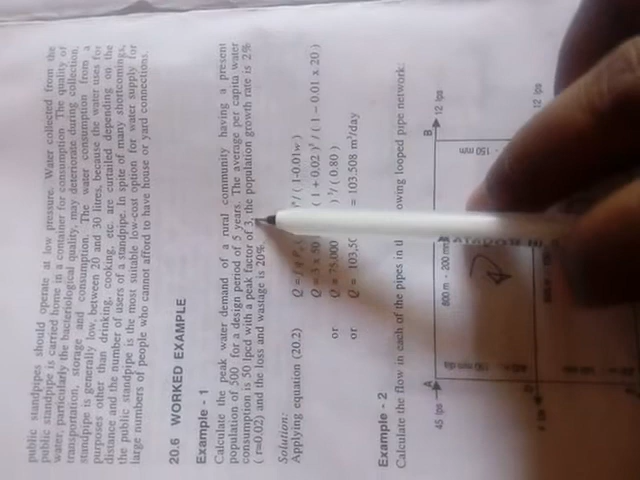 public standpipes should operate at low pressure. Water collected from the
public standpipe is carried home in a container for consumption. The quality of
water, particularly the bacteriological quality, may deteriorate during collection,
transportation, storage and consumption. The water consumption from a
standpipe is generally low, between 20 and 30 litres, because the water uses for
purposes other than drinking, cooking, etc. are curtailed depending on the
distance and the number of users of a standpipe. In spite of many shortcomings,
the public standpipe is the most suitable low-cost option for water supply for
large numbers of people who cannot afford to have house or yard connections.
20.6 WORKED EXAMPLE
Example - 1
Calculate the peak water demand of a rural community having a present
population of 500 for a design period of 5 years. The average per capita water
consumption is 50 lpcd with a peak factor of 3, the population growth rate is 2%
( r=0.02) and the loss and wastage is 20%.
Solution:
Applying equation (20.2) Q = / ( 1-0.01w )
Q = 3 x 50 ( 1 + 0.02 ) / ( 1 – 0.01 x 20 )
or Q = 75,000 ) / ( 0.80 )
or Q = 103,50 = 103.508 m³/day
Example - 2
Calculate the flow in each of the pipes in owing looped pipe network:
45 lps A 600 m - 200 mm B 12 lps
150 mm
12 lps